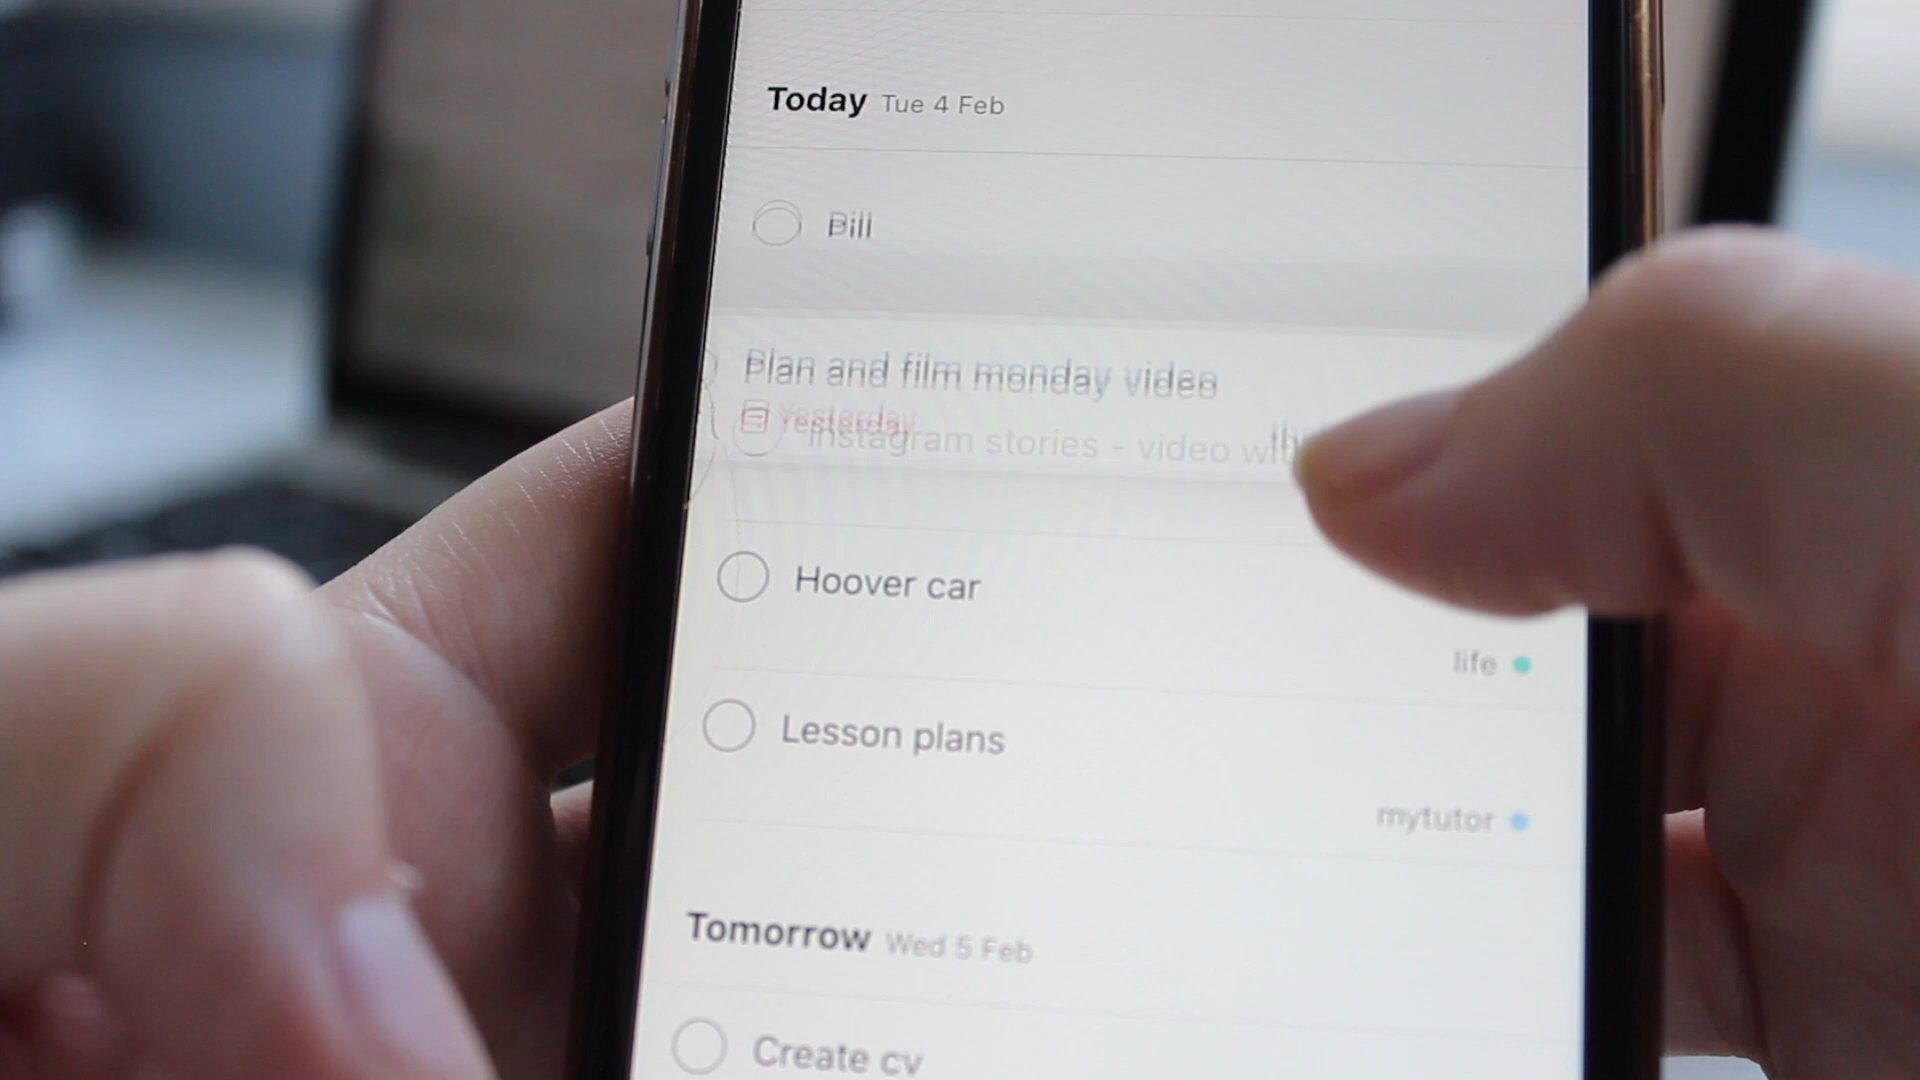 Today Tue 4 Feb
Bill
Plan and film monday video
Yesterday
Instagram stories - video with
Hoover car
life
Lesson plans
mytutor
Tomorrow Wed 5 Feb
Create cv